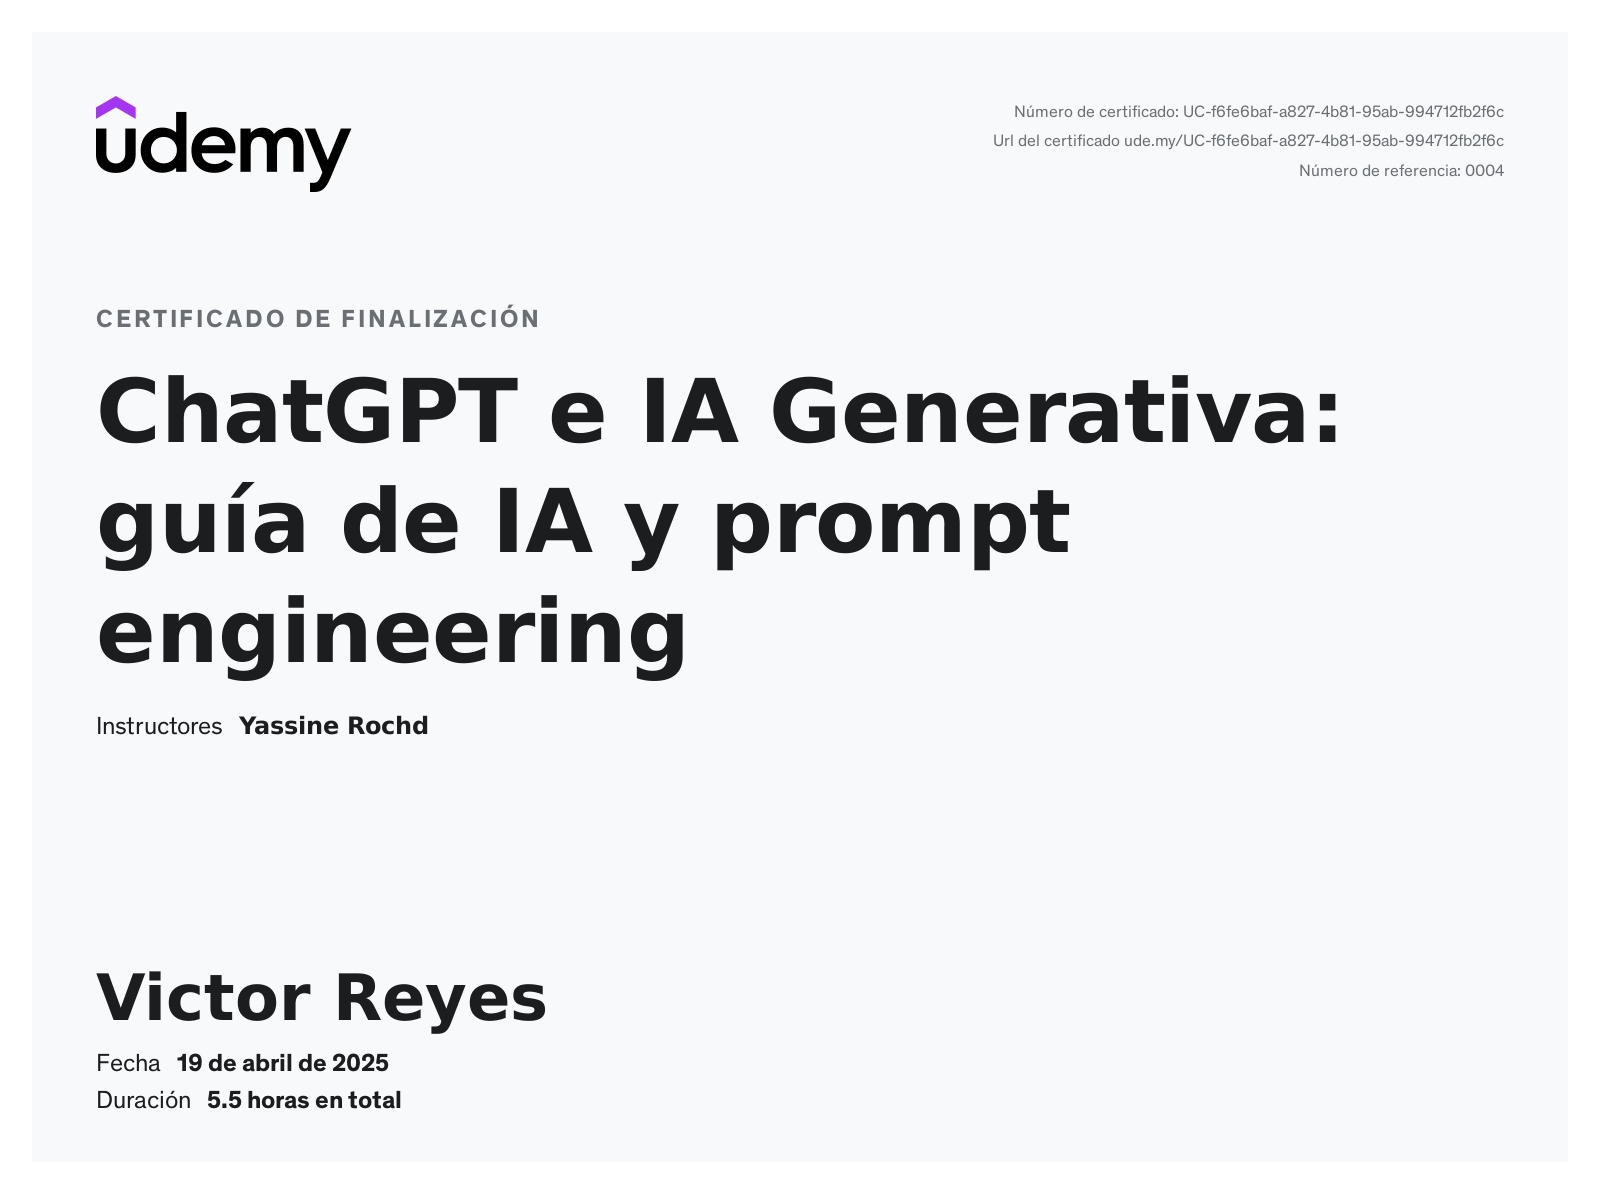 udemy
Número de certificado: UC-f6fe6baf-a827-4b81-95ab-994712fb2f6c
Url del certificado ude.my/UC-f6fe6baf-a827-4b81-95ab-994712fb2f6c
Número de referencia: 0004
CERTIFICADO DE FINALIZACIÓN
ChatGPT e IA Generativa:
guía de IA y prompt
engineering
Instructores Yassine Rochd
Victor Reyes
Fecha 19 de abril de 2025
Duración 5.5 horas en total